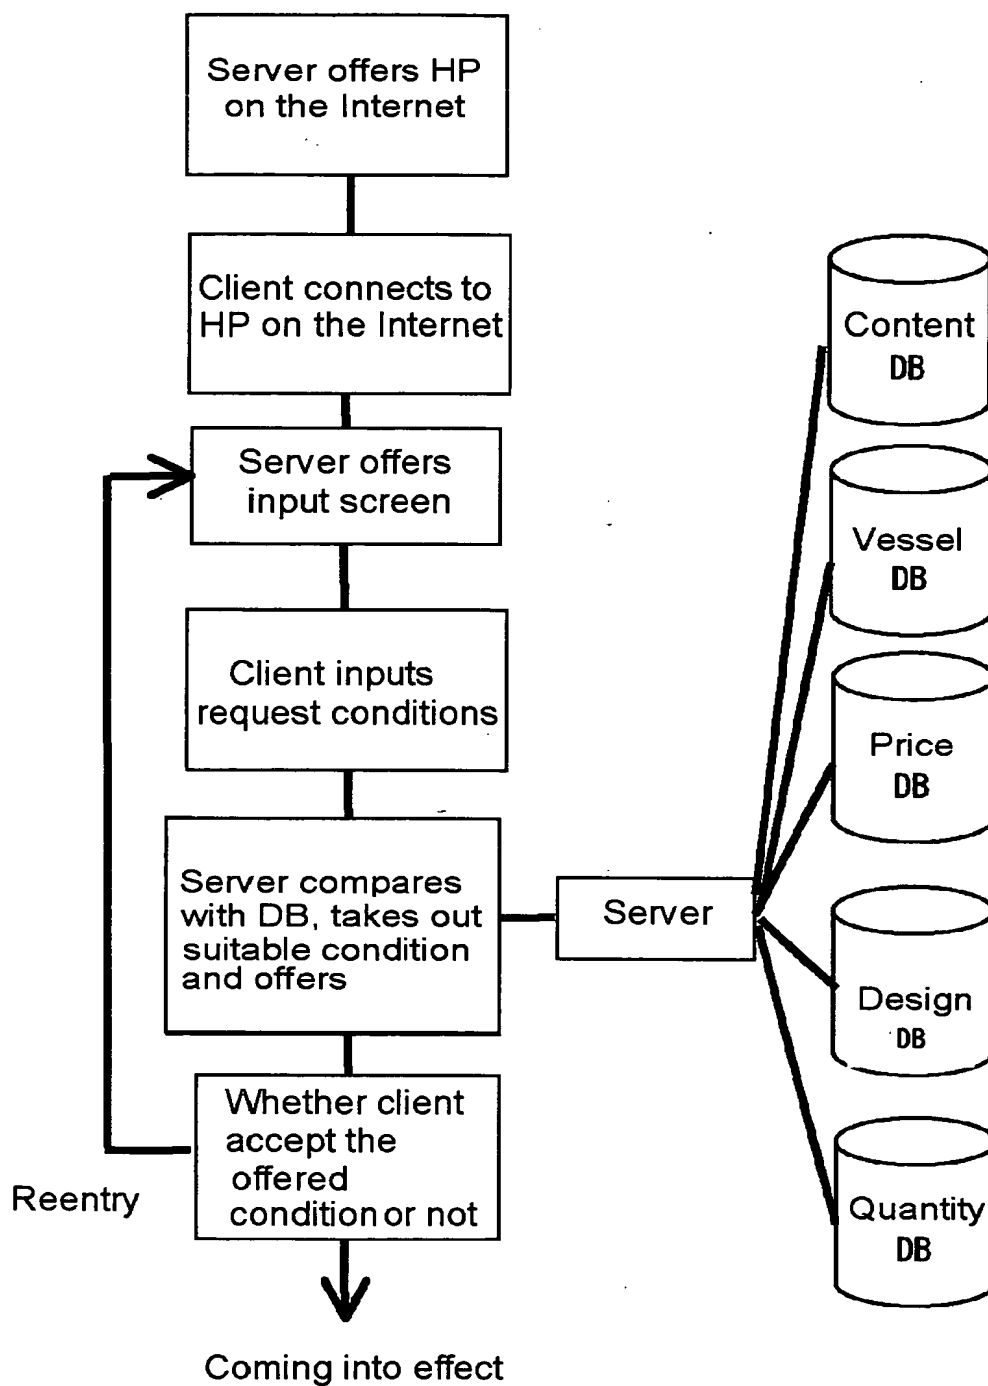 Server offers HP
on the Internet
Client connects to
HP on the Internet
Server offers
input screen
Client inputs
request conditions
Server compares
with DB, takes out
suitable condition
and offers
Whether client
accept the
offered
condition or not
Reentry
Coming into effect
Server
Content
DB
Vessel
DB
Price
DB
Design
DB
Quantity
DB